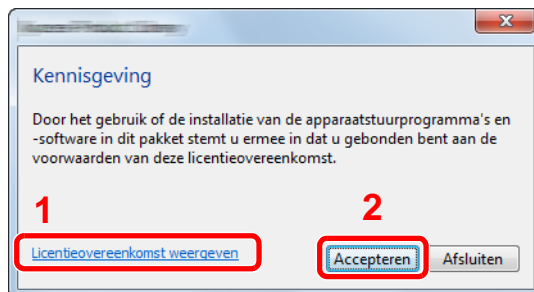 Kennisgeving
Door het gebruik of de installatie van de apparaatstuurprogramma's en
-software in dit pakket stemt u ermee in dat u gebonden bent aan de
voorwaarden van deze licentieovereenkomst.
1
2
Licentieovereenkomst weergeven
Accepteren
Afsluiten